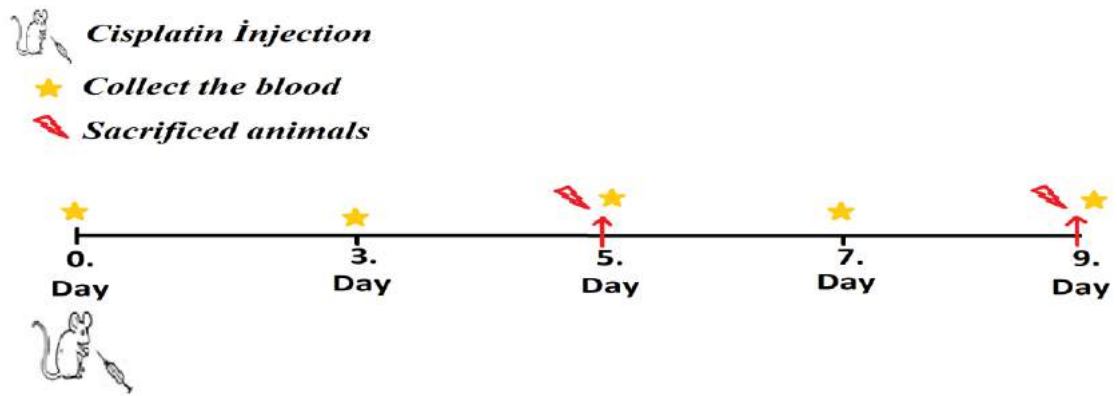 Cisplatin İnjection
Collect the blood
Sacrificed animals
0. 3. 5. 7. 9.
Day Day Day Day Day